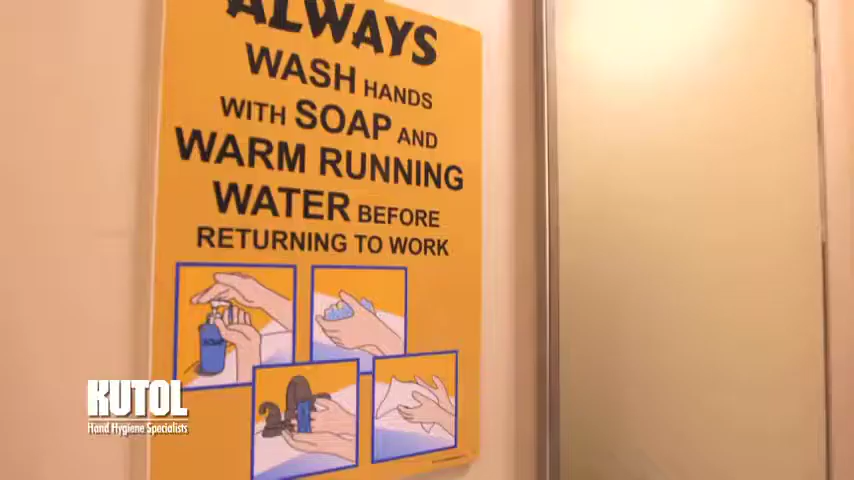 ALWAYS
WASH HANDS
WITH SOAP AND
WARM RUNNING
WATER BEFORE
RETURNING TO WORK
SOAP
KUTOL
Hand Hygiene Specialists